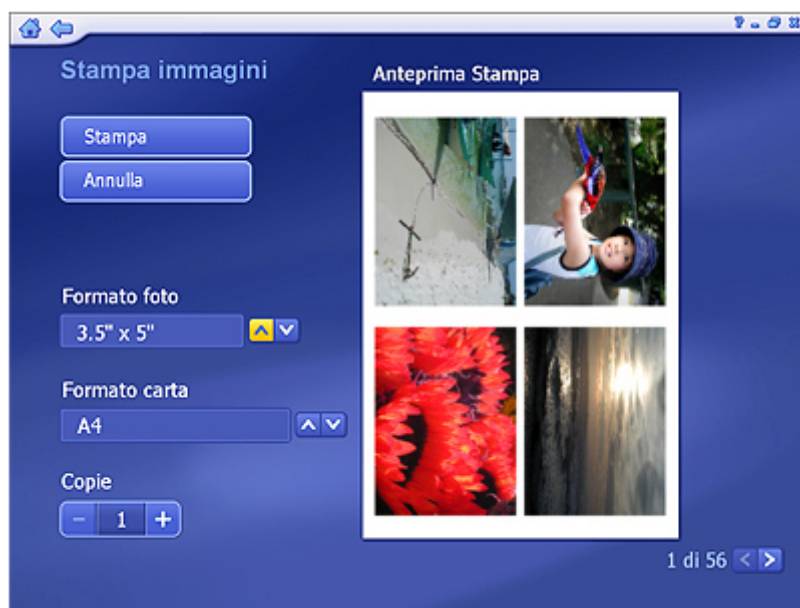 Stampa immagini
Anteprima Stampa
Stampa
Annulla
Formato foto
3.5" x 5"
Formato carta
A4
Copie
1
1 di 56